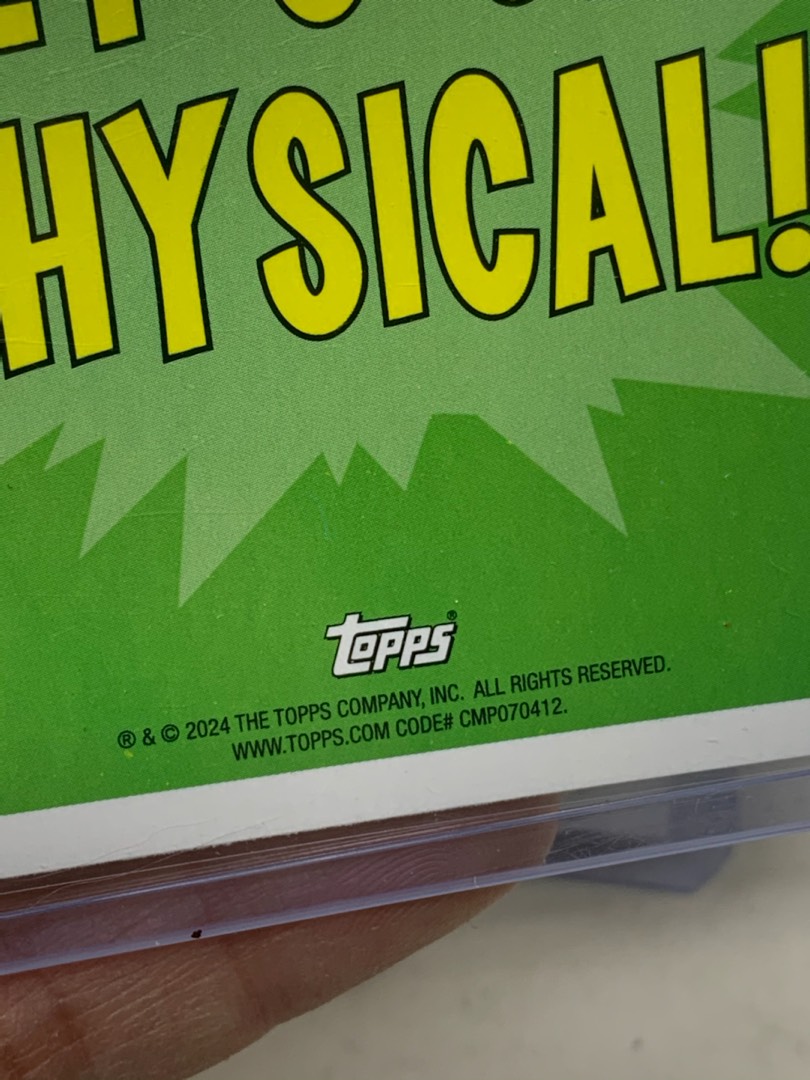 HYSICAL!
topps®
® & © 2024 THE TOPPS COMPANY, INC. ALL RIGHTS RESERVED.
WWW.TOPPS.COM CODE# CMP070412.